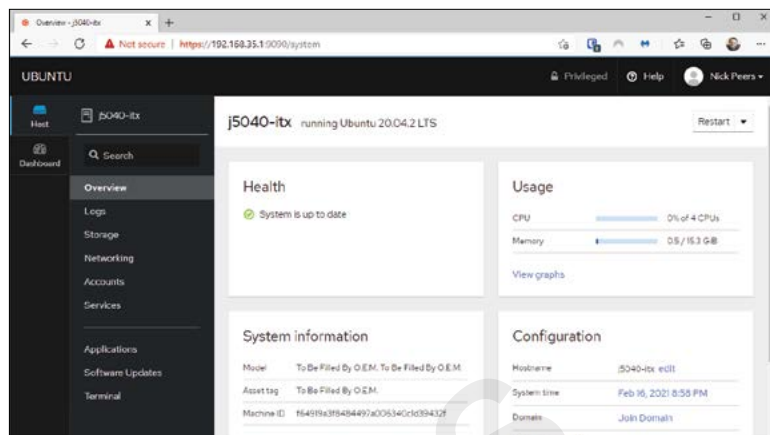 Overview - j5040-itx
Not secure | https://192.168.35.1:9090/system
UBUNTU
Privileged
Help
Nick Peers
Host
Dashboard
j5040-itx
Search
Overview
Logs
Storage
Networking
Accounts
Services
Applications
Software Updates
Terminal
j5040-itx running Ubuntu 20.04.2 LTS
Restart
Health
System is up to date
Usage
CPU 0% of 4 CPUs
Memory 0.5 / 15.3 GiB
View graphs
System information
Model To Be Filled By O.E.M. To Be Filled By O.E.M.
Asset tag To Be Filled By O.E.M.
Machine ID
Configuration
Hostname j5040-itx edit
System time Feb 16, 2021 8:58 PM
Domain Join Domain